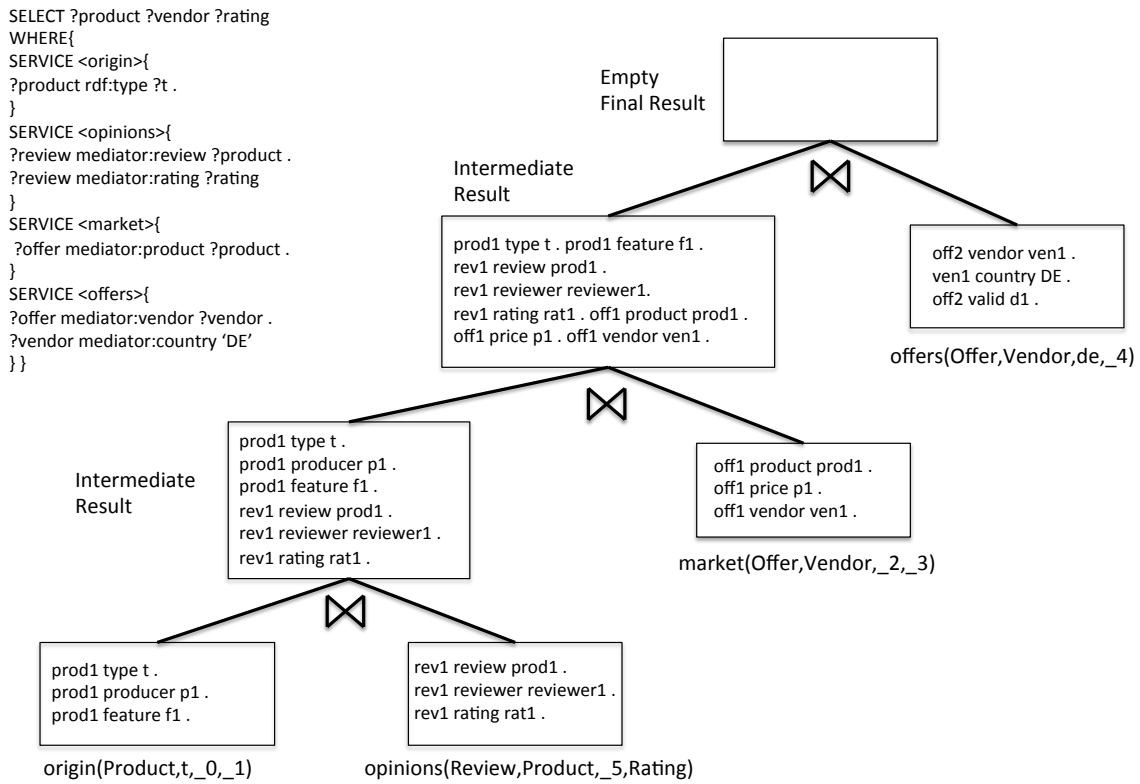 SELECT ?product ?vendor ?rating
WHERE{
SERVICE <origin>{
?product rdf:type ?t .
}
SERVICE <opinions>{
?review mediator:review ?product .
?review mediator:rating ?rating
}
SERVICE <market>{
?offer mediator:product ?product .
}
SERVICE <offers>{
?offer mediator:vendor ?vendor .
?vendor mediator:country ‘DE’
} }
Empty
Final Result
Intermediate
Result
prod1 type t . prod1 feature f1 .
rev1 review prod1 .
rev1 reviewer reviewer1.
rev1 rating rat1 . off1 product prod1 .
off1 price p1 . off1 vendor ven1 .
off2 vendor ven1 .
ven1 country DE .
off2 valid d1 .
offers(Offer,Vendor,de,_4)
Intermediate
Result
prod1 type t .
prod1 producer p1 .
prod1 feature f1 .
rev1 review prod1 .
rev1 reviewer reviewer1 .
rev1 rating rat1 .
off1 product prod1 .
off1 price p1 .
off1 vendor ven1 .
market(Offer,Vendor,_2,_3)
prod1 type t .
prod1 producer p1 .
prod1 feature f1 .
origin(Product,t,_0,_1)
rev1 review prod1 .
rev1 reviewer reviewer1 .
rev1 rating rat1 .
opinions(Review,Product,_5,Rating)